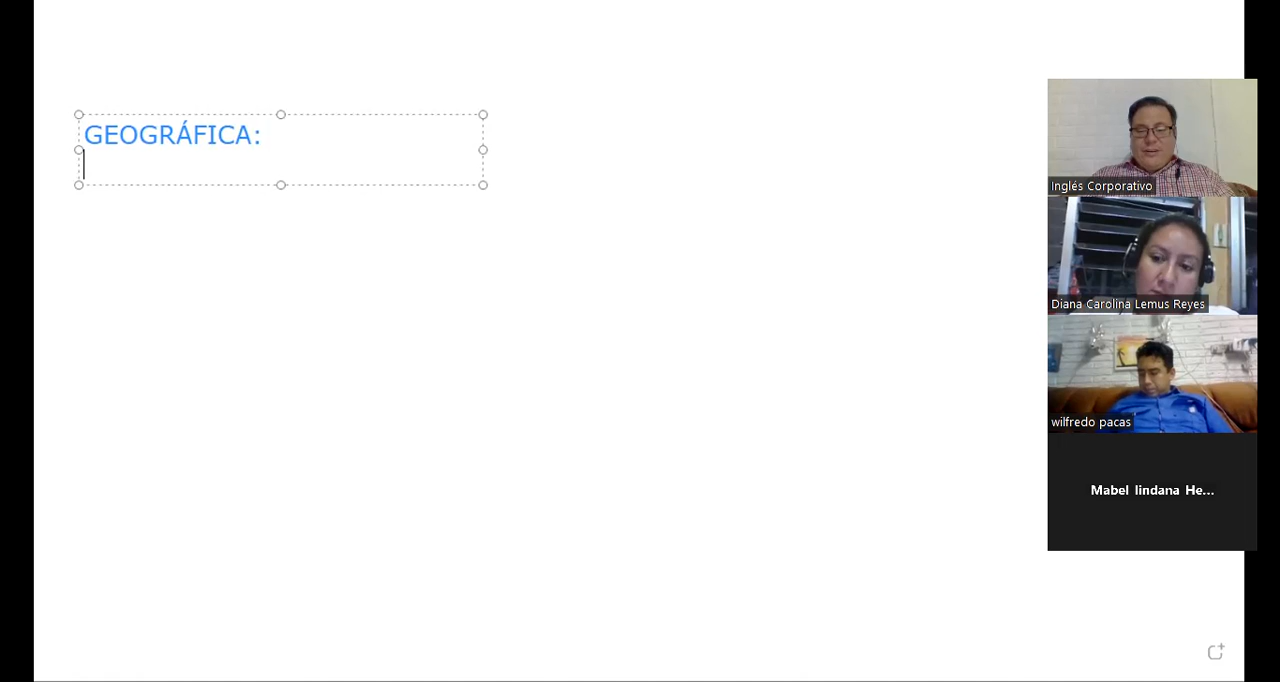 GEOGRÁFICA:
Inglés Corporativo
Diana Carolina Lemus Reyes
wilfredo pacas
Mabel lindana He...